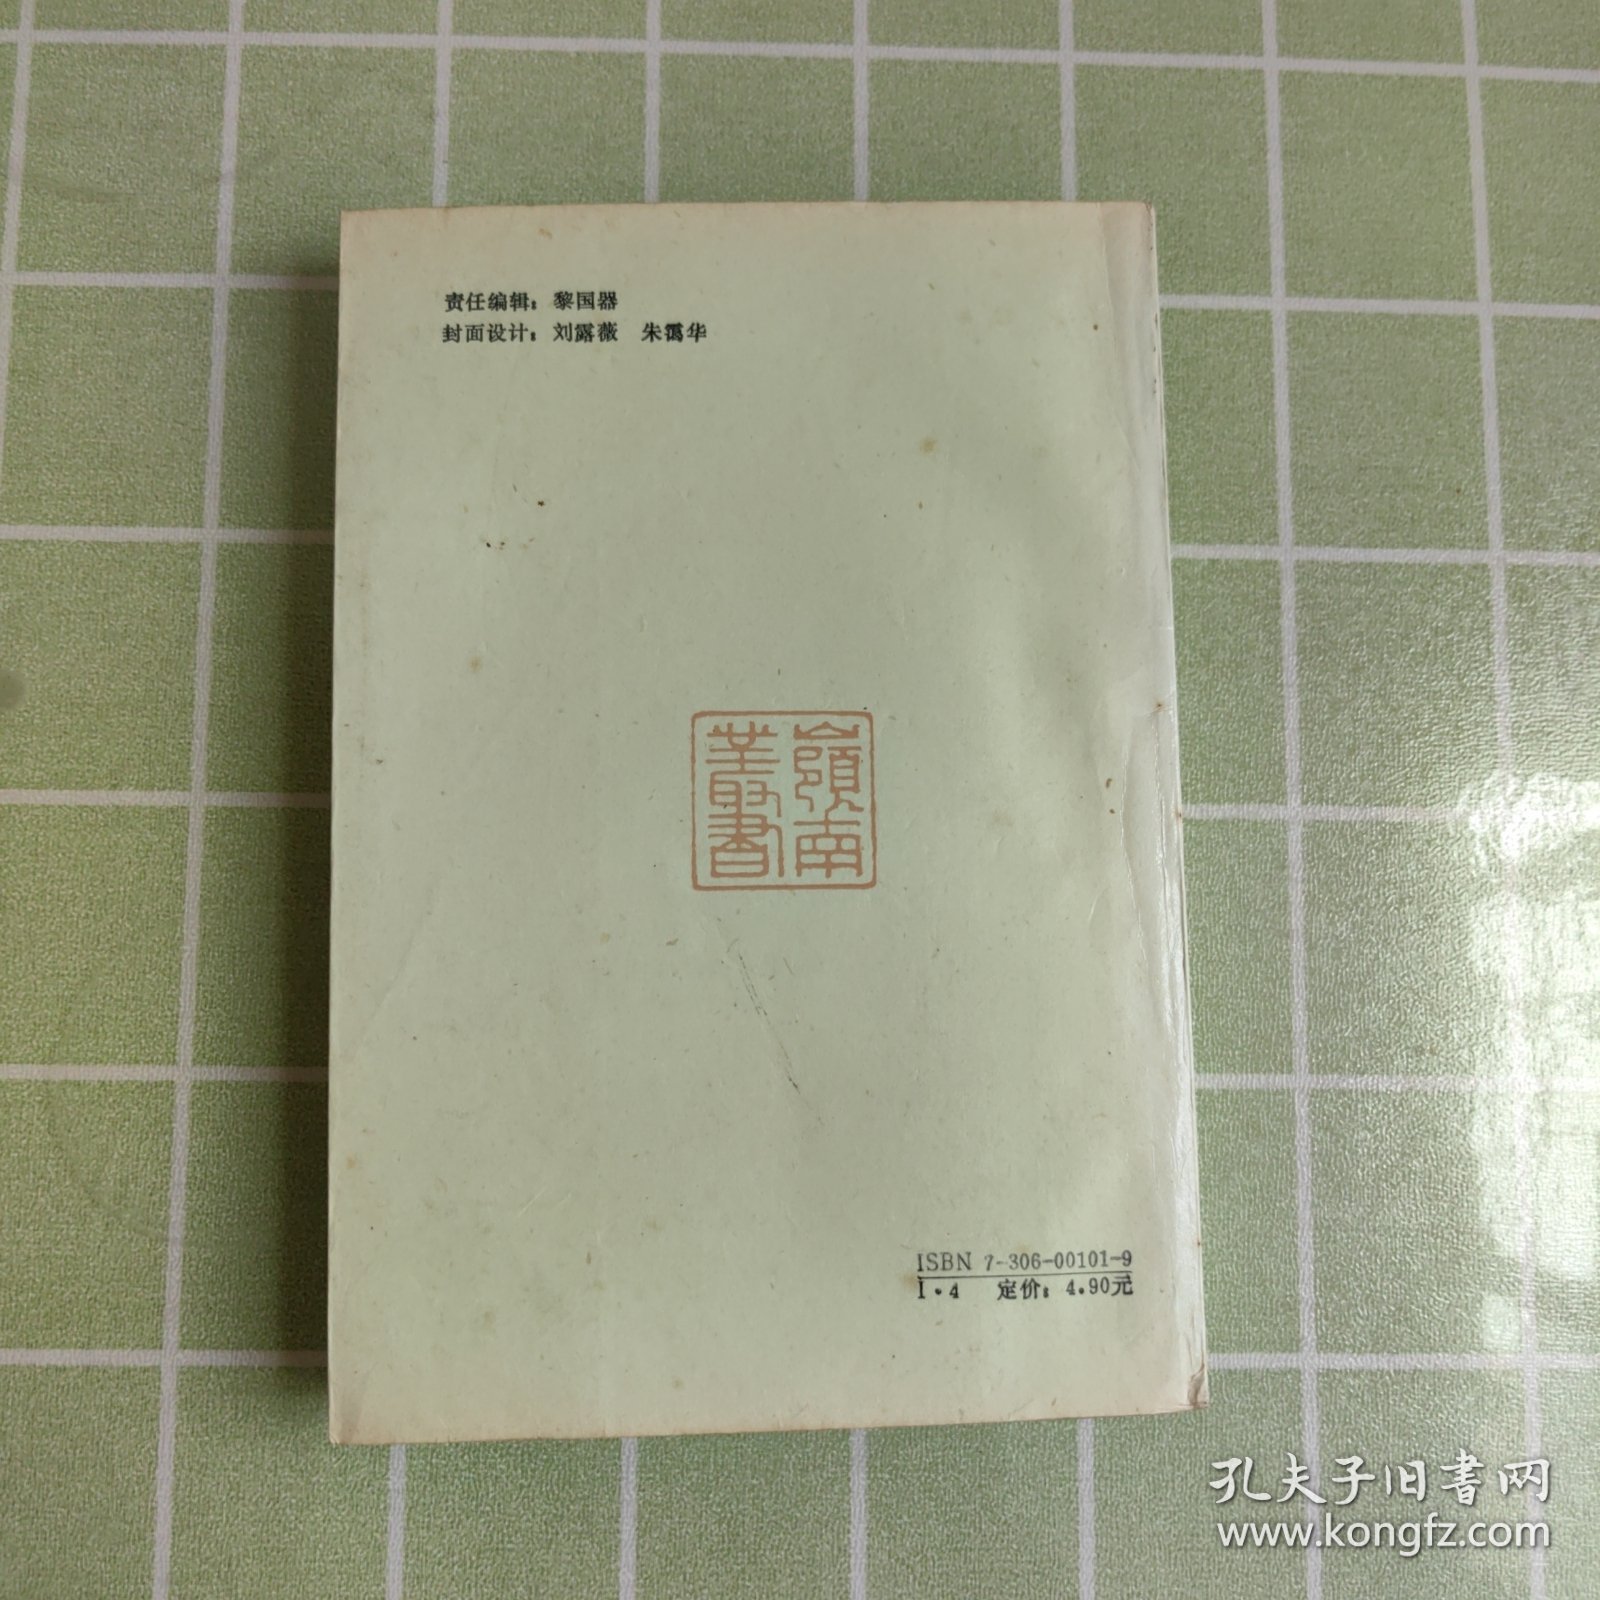 责任编辑：黎国器
封面设计：刘露薇　朱霭华
嶺南
叢書
ISBN 7-306-00101-9
I·4　定价：4.90元
孔夫子旧书网
www.kongfz.com